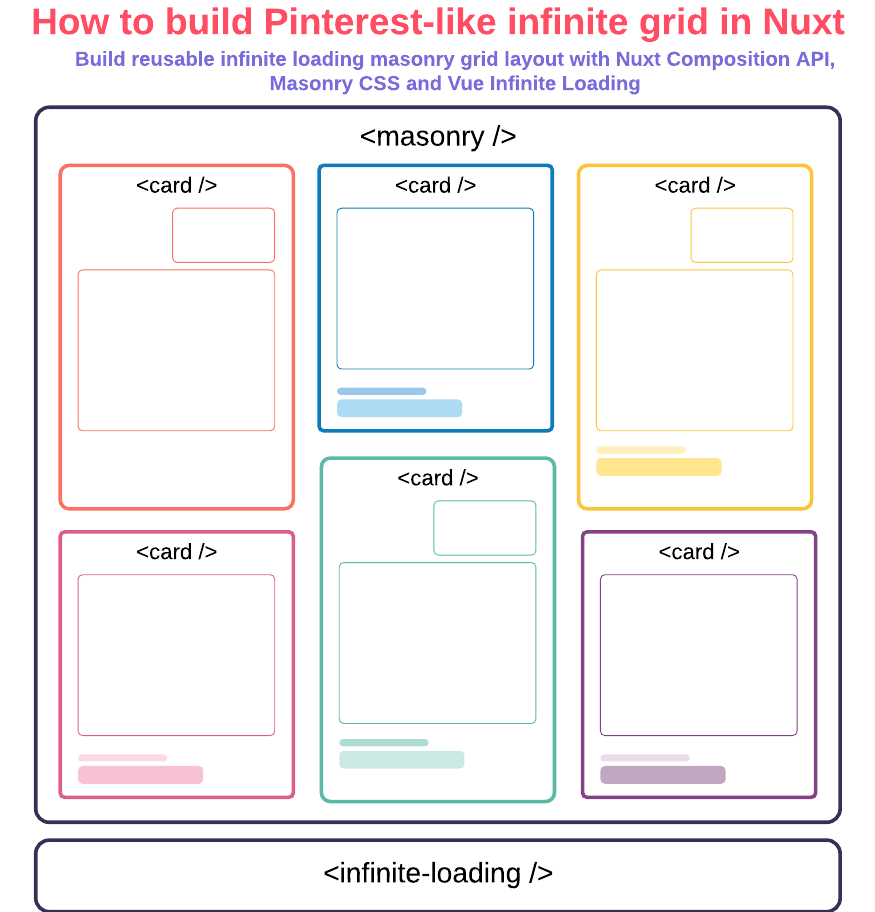 How to build Pinterest-like infinite grid in Nuxt
Build reusable infinite loading masonry grid layout with Nuxt Composition API,
Masonry CSS and Vue Infinite Loading
<masonry />
<card />
<card />
<card />
<card />
<card />
<card />
<infinite-loading />